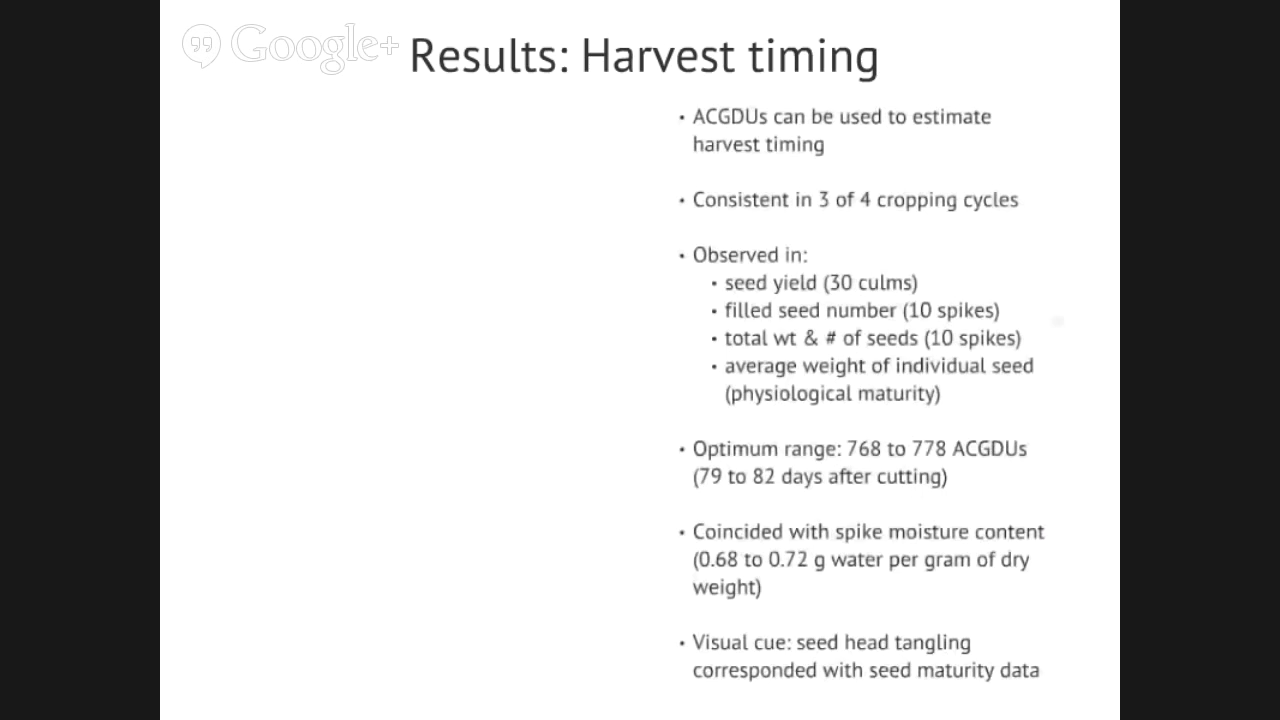 Google+
Results: Harvest timing
• ACGDUs can be used to estimate
harvest timing
• Consistent in 3 of 4 cropping cycles
• Observed in:
• seed yield (30 culms)
• filled seed number (10 spikes)
• total wt & # of seeds (10 spikes)
• average weight of individual seed
(physiological maturity)
• Optimum range: 768 to 778 ACGDUs
(79 to 82 days after cutting)
• Coincided with spike moisture content
(0.68 to 0.72 g water per gram of dry
weight)
• Visual cue: seed head tangling
corresponded with seed maturity data